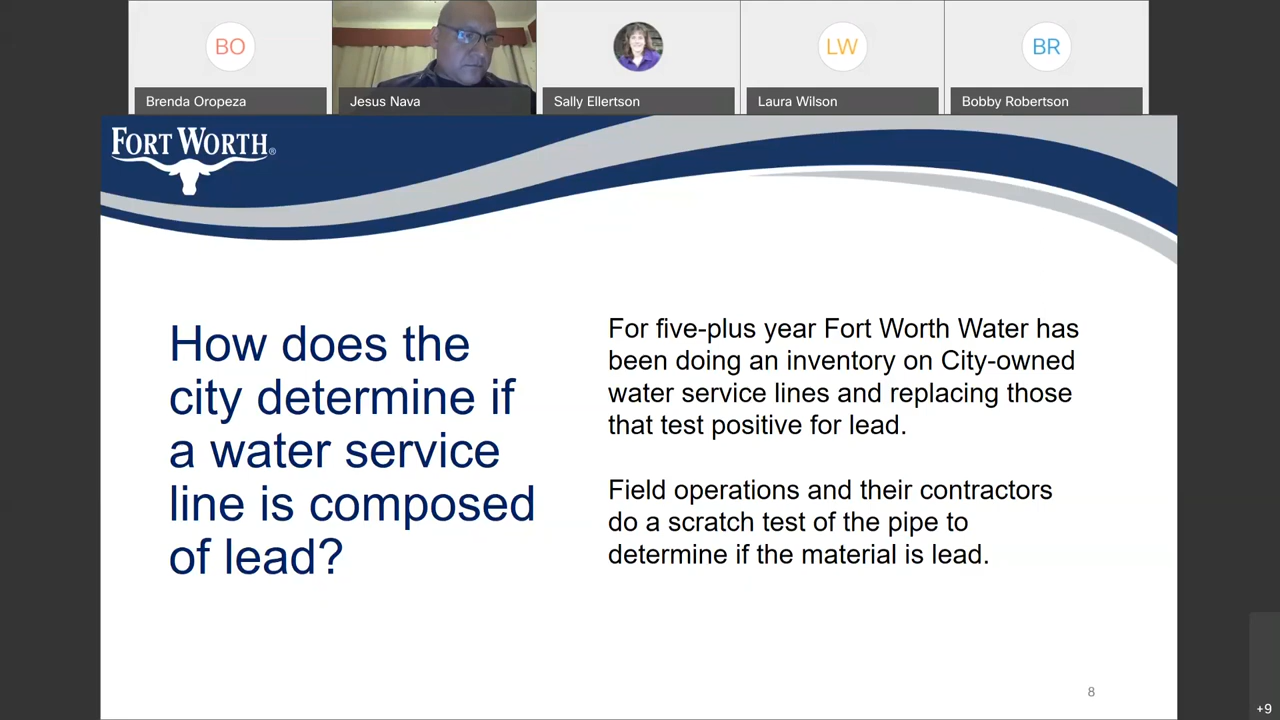 BO
LW
BR
Brenda Oropeza
Jesus Nava
Sally Ellertson
Laura Wilson
Bobby Robertson
FORT WORTH®
How does the
city determine if
a water service
line is composed
of lead?
For five-plus year Fort Worth Water has
been doing an inventory on City-owned
water service lines and replacing those
that test positive for lead.
Field operations and their contractors
do a scratch test of the pipe to
determine if the material is lead.
8
+9